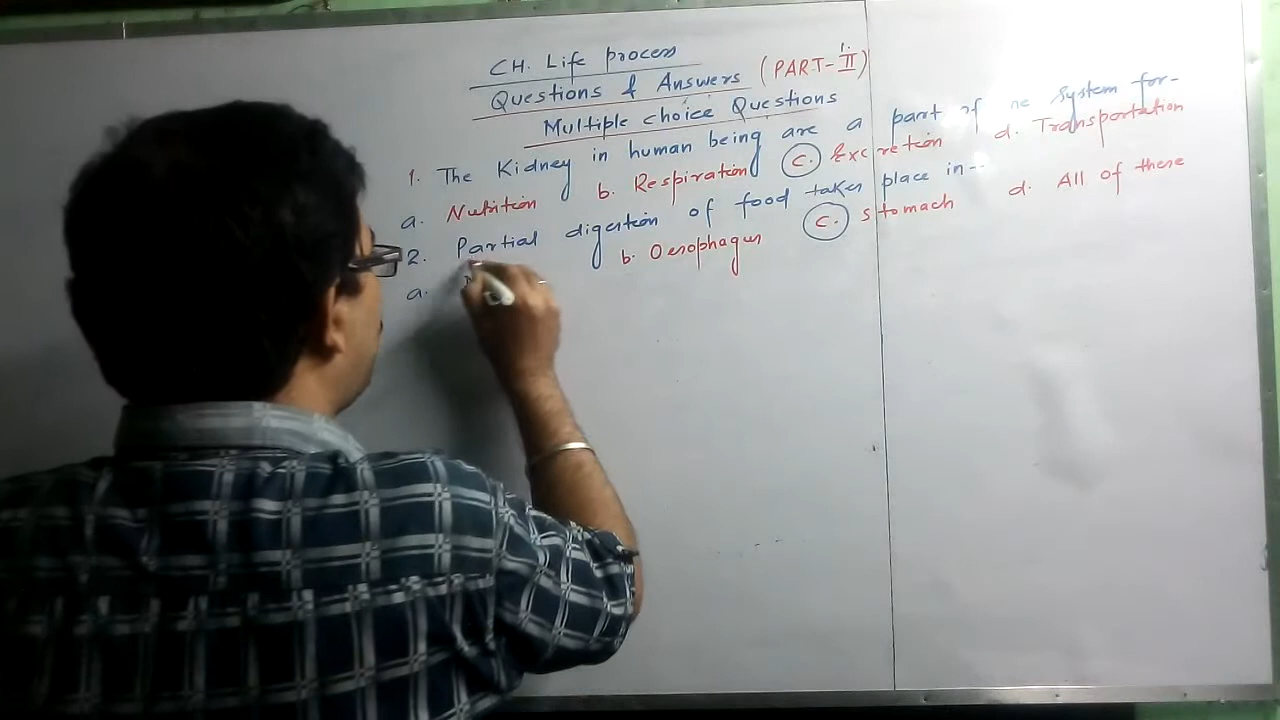 CH. Life process
Questions & Answers (PART-II)
Multiple choice Questions
1. The Kidney in human being are a part of system for-
a. Nutrition b. Respiration c. Excretion d. Transportation
2. Partial digestion of food takes place in--
a. b. Oesophagus c. stomach d. All of these